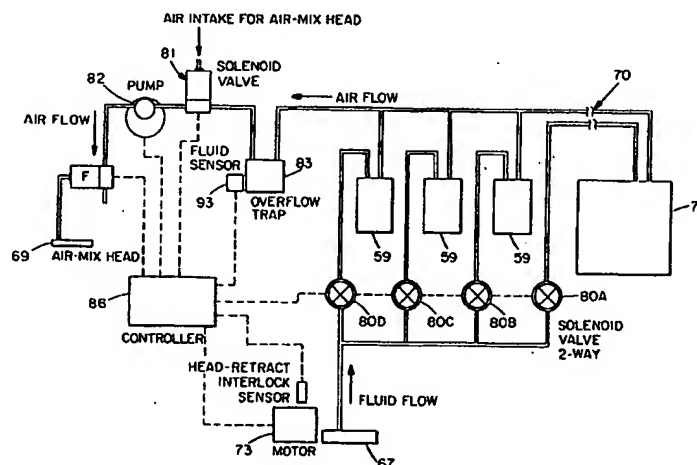 AIR INTAKE FOR AIR-MIX HEAD
81
SOLENOID
VALVE
82
PUMP
70
AIR FLOW
AIR FLOW
FLUID
SENSOR
83
93
OVERFLOW
TRAP
F
7
59
59
59
69
AIR-MIX HEAD
86
CONTROLLER
80D
80C
80B
80A
SOLENOID
VALVE
2-WAY
HEAD-RETRACT
INTERLOCK
SENSOR
FLUID FLOW
73
MOTOR
67